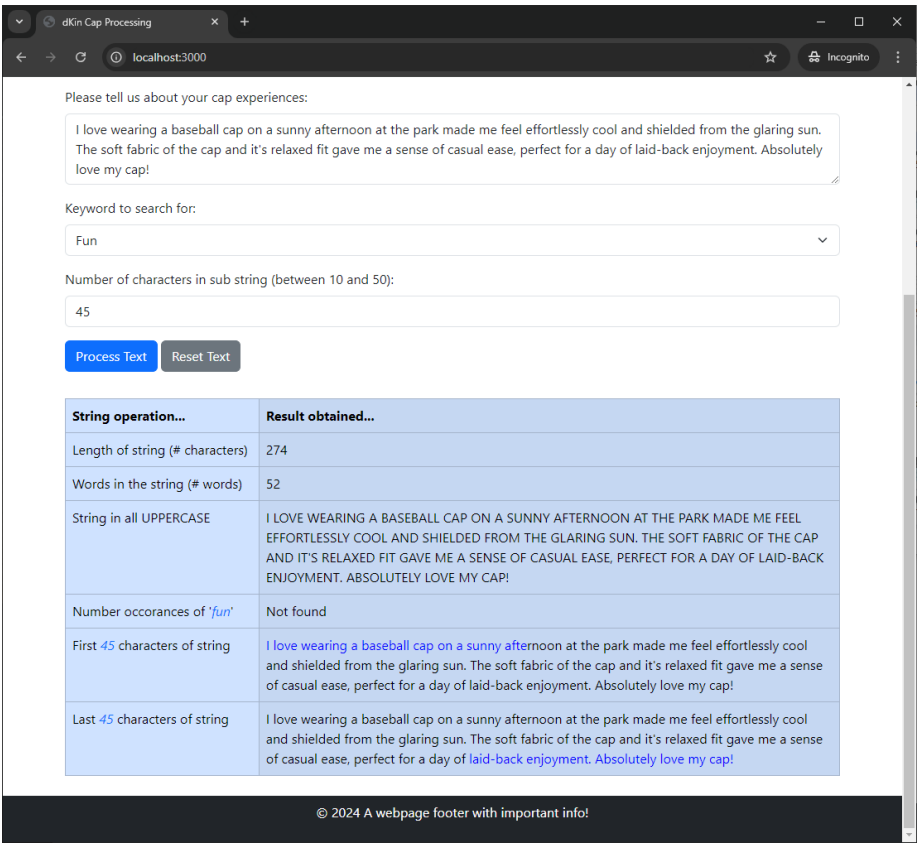 dKin Cap Processing
localhost:3000
Incognito
Please tell us about your cap experiences:
I love wearing a baseball cap on a sunny afternoon at the park made me feel effortlessly cool and shielded from the glaring sun.
The soft fabric of the cap and it's relaxed fit gave me a sense of casual ease, perfect for a day of laid-back enjoyment. Absolutely
love my cap!
Keyword to search for:
Fun
Number of characters in sub string (between 10 and 50):
45
Process Text Reset Text
String operation... Result obtained...
Length of string (# characters) 274
Words in the string (# words) 52
String in all UPPERCASE I LOVE WEARING A BASEBALL CAP ON A SUNNY AFTERNOON AT THE PARK MADE ME FEEL
EFFORTLESSLY COOL AND SHIELDED FROM THE GLARING SUN. THE SOFT FABRIC OF THE CAP
AND IT'S RELAXED FIT GAVE ME A SENSE OF CASUAL EASE, PERFECT FOR A DAY OF LAID-BACK
ENJOYMENT. ABSOLUTELY LOVE MY CAP!
Number occorances of 'fun' Not found
First 45 characters of string I love wearing a baseball cap on a sunny afternoon at the park made me feel effortlessly cool
and shielded from the glaring sun. The soft fabric of the cap and it's relaxed fit gave me a sense
of casual ease, perfect for a day of laid-back enjoyment. Absolutely love my cap!
Last 45 characters of string I love wearing a baseball cap on a sunny afternoon at the park made me feel effortlessly cool
and shielded from the glaring sun. The soft fabric of the cap and it's relaxed fit gave me a sense
of casual ease, perfect for a day of laid-back enjoyment. Absolutely love my cap!
© 2024 A webpage footer with important info!